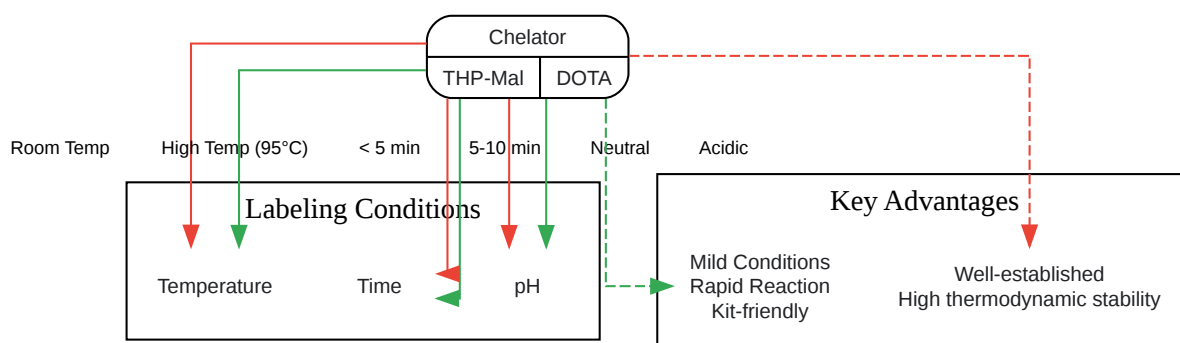 Chelator
THP-Mal
DOTA
Room Temp
High Temp (95°C)
< 5 min
5-10 min
Neutral
Acidic
Labeling Conditions
Temperature
Time
pH
Key Advantages
Mild Conditions
Rapid Reaction
Kit-friendly
Well-established
High thermodynamic stability